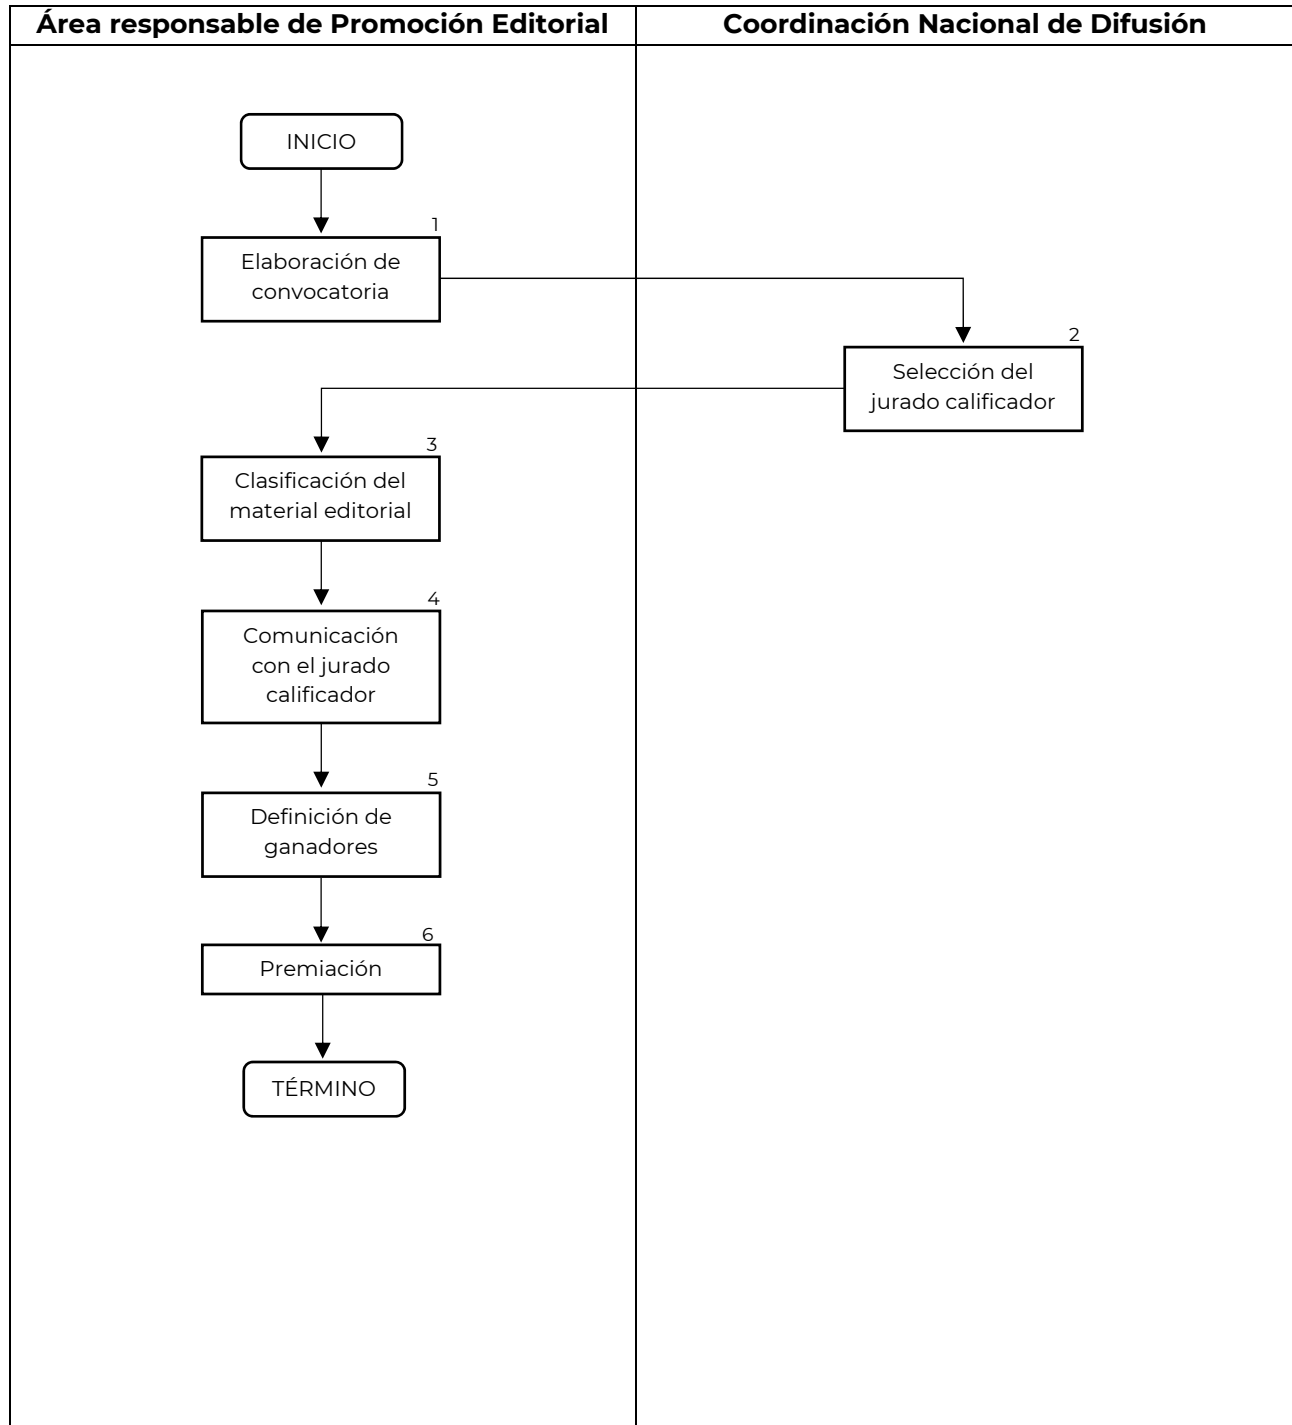 Área responsable de Promoción Editorial
Coordinación Nacional de Difusión
INICIO
1
Elaboración de
convocatoria
2
Selección del
jurado calificador
3
Clasificación del
material editorial
4
Comunicación
con el jurado
calificador
5
Definición de
ganadores
6
Premiación
TÉRMINO